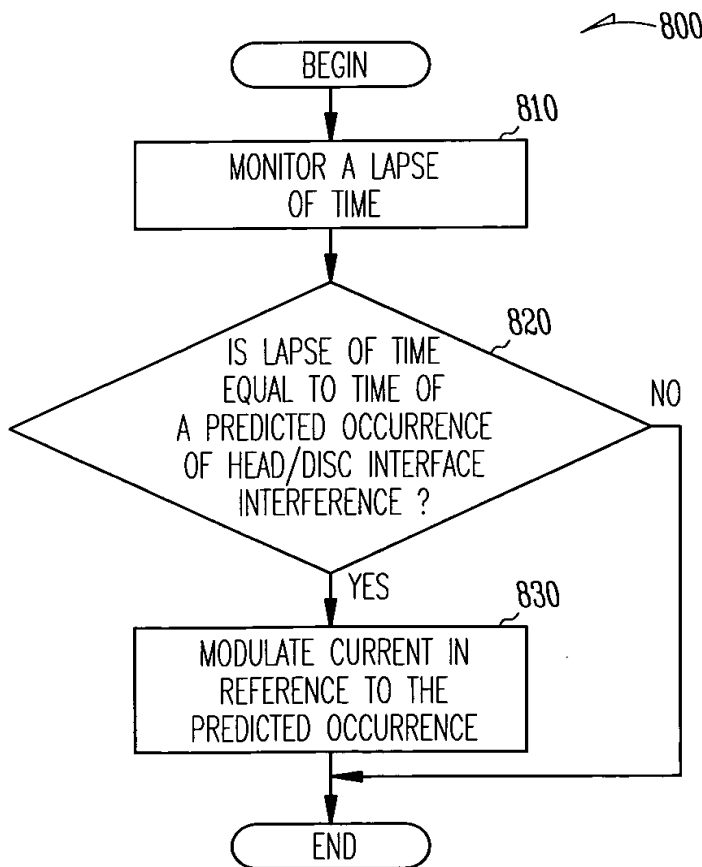 800
BEGIN
810
MONITOR A LAPSE
OF TIME
820
IS LAPSE OF TIME
EQUAL TO TIME OF
A PREDICTED OCCURRENCE
OF HEAD/DISC INTERFACE
INTERFERENCE ?
NO
YES
830
MODULATE CURRENT IN
REFERENCE TO THE
PREDICTED OCCURRENCE
END